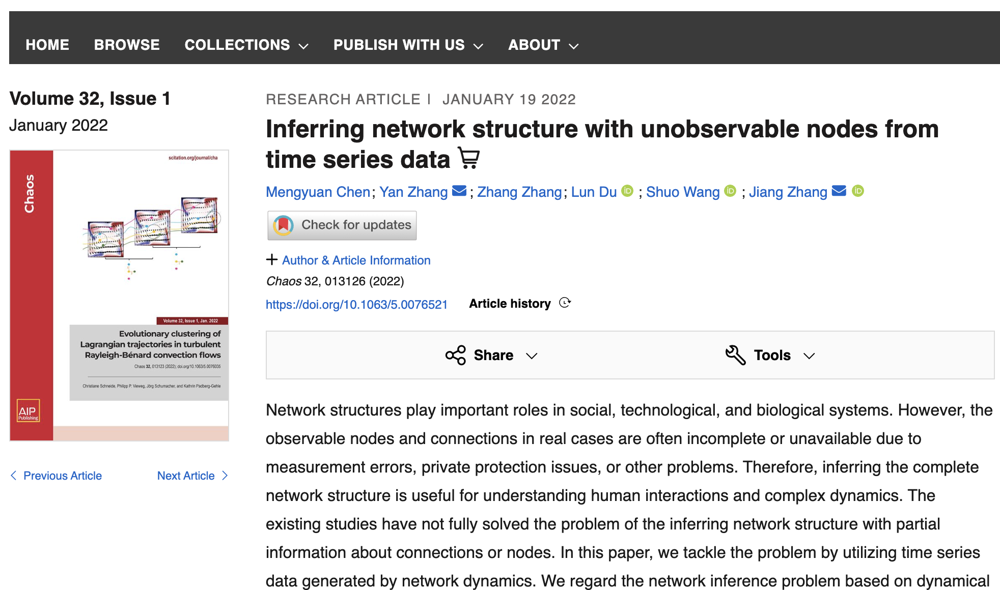 HOME BROWSE COLLECTIONS PUBLISH WITH US ABOUT
Volume 32, Issue 1
January 2022
scitation.org/journal/cha
Chaos
Volume 32, Issue 1, Jan. 2022
Evolutionary clustering of
Lagrangian trajectories in turbulent
Rayleigh-Bénard convection flows
Chaos 32, 013123 (2022); doi.org/10.1063/5.0076035
Christiane Schneide, Philipp P. Vieweg, Jörg Schumacher, and Kathrin Padberg-Gehle
AIP
Publishing
Previous Article Next Article
RESEARCH ARTICLE | JANUARY 19 2022
Inferring network structure with unobservable nodes from
time series data
Mengyuan Chen; Yan Zhang ; Zhang Zhang; Lun Du iD ; Shuo Wang iD ; Jiang Zhang iD
Check for updates
+ Author & Article Information
Chaos 32, 013126 (2022)
https://doi.org/10.1063/5.0076521 Article history
Share Tools
Network structures play important roles in social, technological, and biological systems. However, the
observable nodes and connections in real cases are often incomplete or unavailable due to
measurement errors, private protection issues, or other problems. Therefore, inferring the complete
network structure is useful for understanding human interactions and complex dynamics. The
existing studies have not fully solved the problem of the inferring network structure with partial
information about connections or nodes. In this paper, we tackle the problem by utilizing time series
data generated by network dynamics. We regard the network inference problem based on dynamical